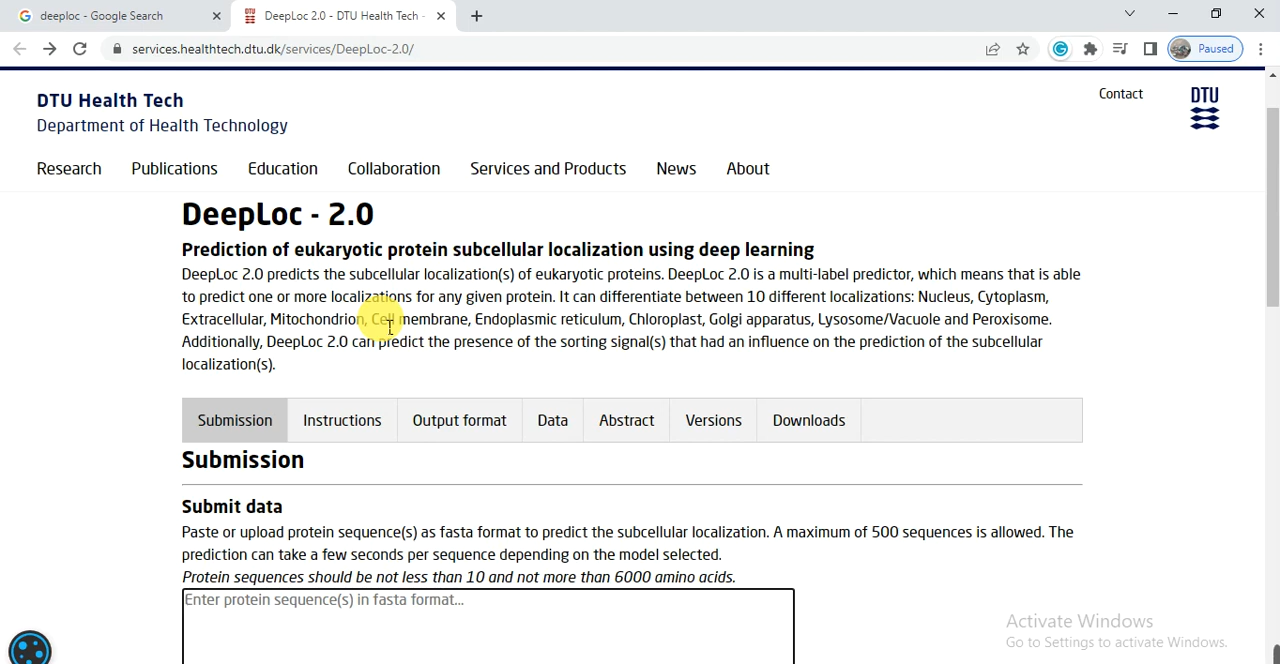 deeploc - Google Search
DeepLoc 2.0 - DTU Health Tech -
services.healthtech.dtu.dk/services/DeepLoc-2.0/
Paused
DTU Health Tech
Department of Health Technology
Contact
DTU
Research Publications Education Collaboration Services and Products News About
DeepLoc - 2.0
Prediction of eukaryotic protein subcellular localization using deep learning
DeepLoc 2.0 predicts the subcellular localization(s) of eukaryotic proteins. DeepLoc 2.0 is a multi-label predictor, which means that is able
to predict one or more localizations for any given protein. It can differentiate between 10 different localizations: Nucleus, Cytoplasm,
Extracellular, Mitochondrion, Cell membrane, Endoplasmic reticulum, Chloroplast, Golgi apparatus, Lysosome/Vacuole and Peroxisome.
Additionally, DeepLoc 2.0 can predict the presence of the sorting signal(s) that had an influence on the prediction of the subcellular
localization(s).
Submission Instructions Output format Data Abstract Versions Downloads
Submission
Submit data
Paste or upload protein sequence(s) as fasta format to predict the subcellular localization. A maximum of 500 sequences is allowed. The
prediction can take a few seconds per sequence depending on the model selected.
Protein sequences should be not less than 10 and not more than 6000 amino acids.
Enter protein sequence(s) in fasta format...
Activate Windows
Go to Settings to activate Windows.